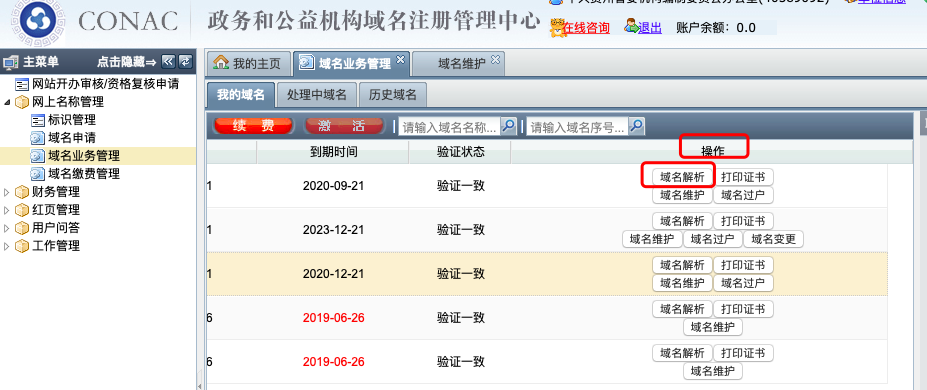 CONAC 政务和公益机构域名注册管理中心
在线咨询 退出 账户余额：0.0
主菜单 点击隐藏⇒
网站开办审核/资格复核申请
网上名称管理
标识管理
域名申请
域名业务管理
域名缴费管理
财务管理
红页管理
用户问答
工作管理
我的主页 域名业务管理 域名维护
我的域名 处理中域名 历史域名
续 费 激 活 | 请输入域名名称... | 请输入域名序号...
到期时间 验证状态 操作
1 2020-09-21 验证一致 域名解析 打印证书
域名维护 域名过户
1 2023-12-21 验证一致 域名解析 打印证书
域名维护 域名过户 域名变更
1 2020-12-21 验证一致 域名解析 打印证书
域名维护 域名过户
6 2019-06-26 验证一致 域名解析 打印证书
域名维护
6 2019-06-26 验证一致 域名解析 打印证书
域名维护